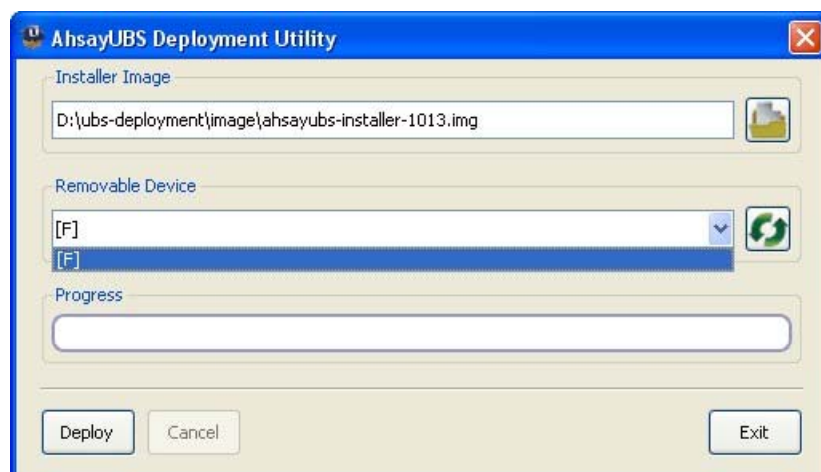 AhsayUBS Deployment Utility
Installer Image
D:\ubs-deployment\image\ahsayubs-installer-1013.img
Removable Device
[F]
[F]
Progress
Deploy Cancel Exit